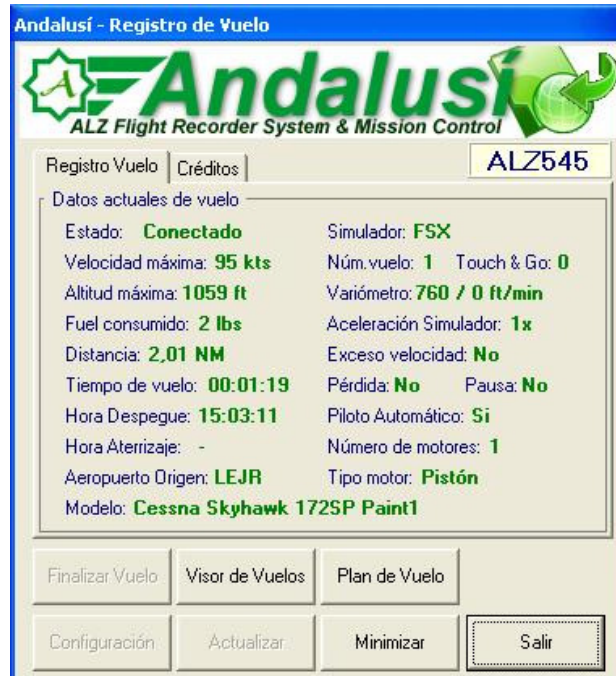 Andalusí - Registro de Vuelo
A Andalusí
ALZ Flight Recorder System & Mission Control
Registro Vuelo Créditos ALZ545
Datos actuales de vuelo
Estado: Conectado Simulador: FSX
Velocidad máxima: 95 kts Núm.vuelo: 1 Touch & Go: 0
Altitud máxima: 1059 ft Variómetro: 760 / 0 ft/min
Fuel consumido: 2 lbs Aceleración Simulador: 1x
Distancia: 2,01 NM Exceso velocidad: No
Tiempo de vuelo: 00:01:19 Pérdida: No Pausa: No
Hora Despegue: 15:03:11 Piloto Automático: Si
Hora Aterrizaje: - Número de motores: 1
Aeropuerto Origen: LEJR Tipo motor: Pistón
Modelo: Cessna Skyhawk 172SP Paint1
Finalizar Vuelo Visor de Vuelos Plan de Vuelo
Configuración Actualizar Minimizar Salir